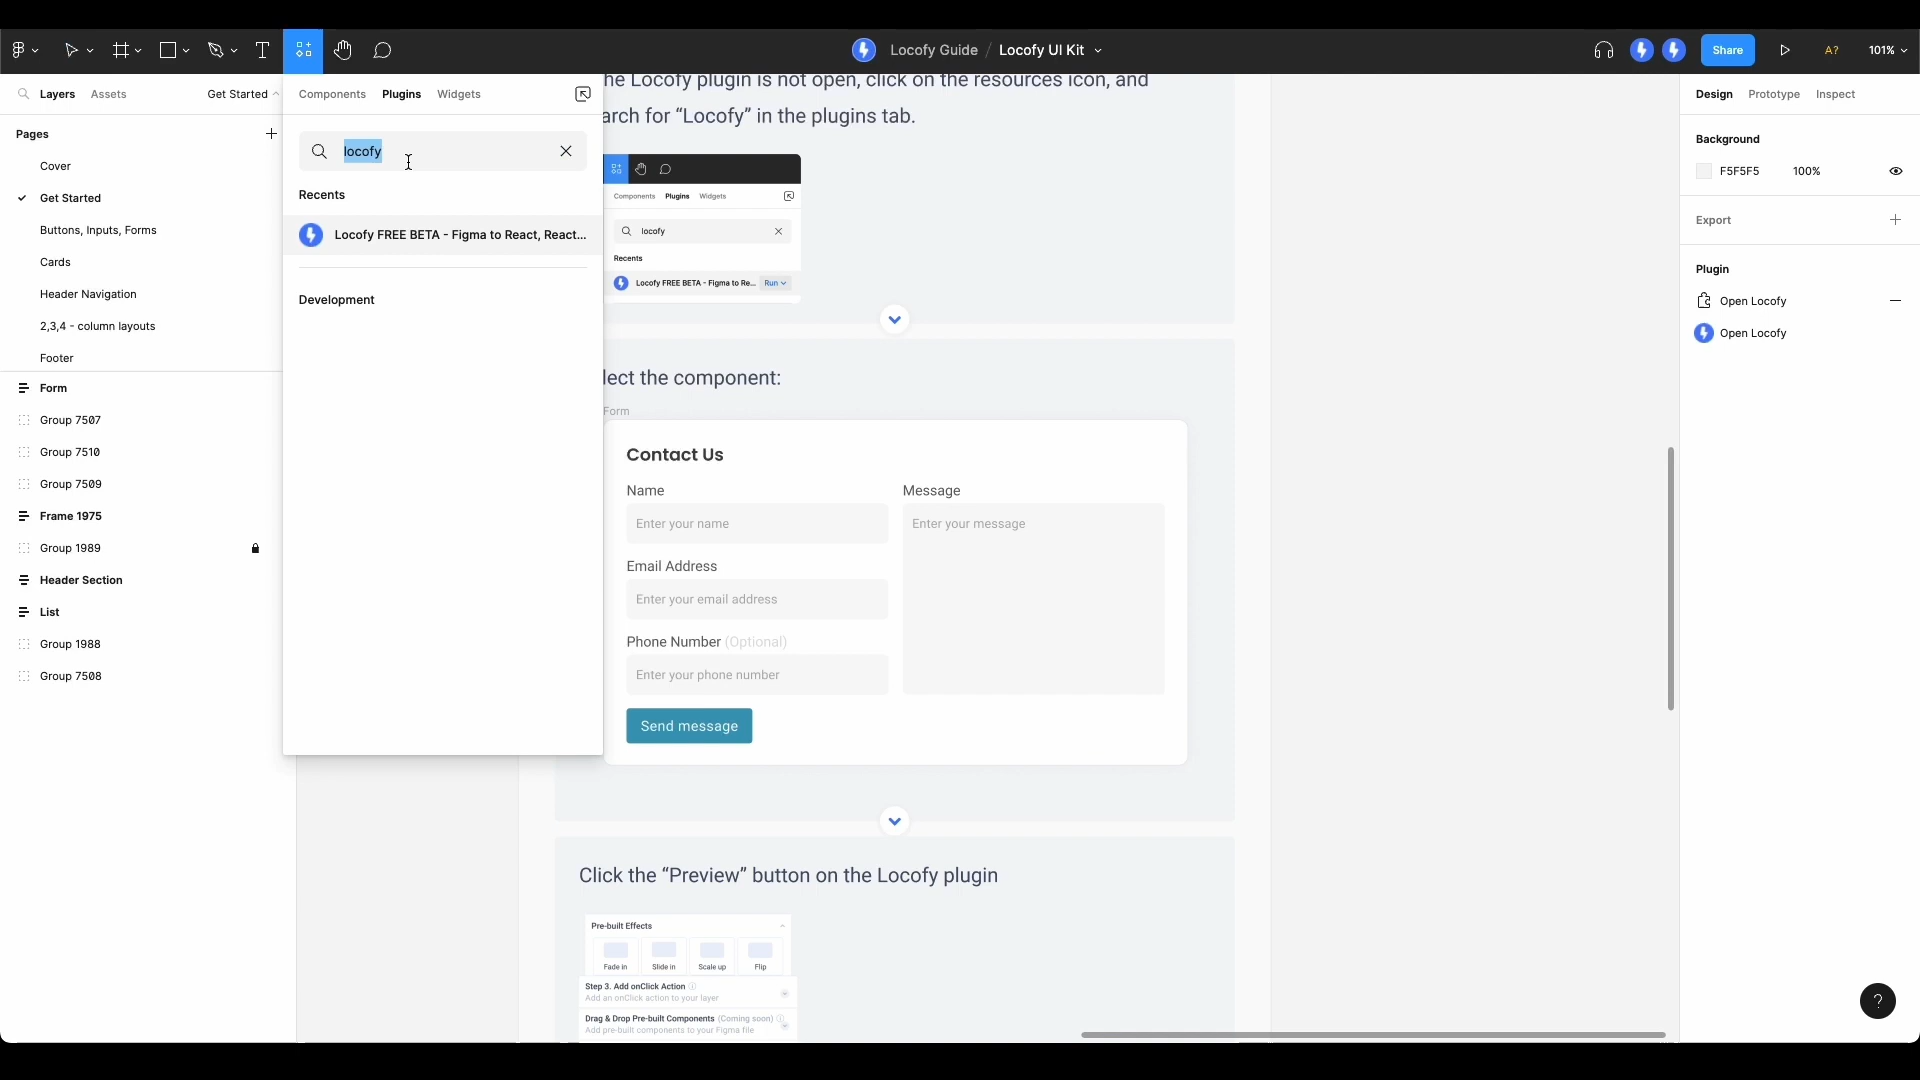 Locofy Guide / Locofy UI Kit
Share
A?
101%
Layers
Assets
Get Started
Pages
Cover
Get Started
Buttons, Inputs, Forms
Cards
Header Navigation
2,3,4 - column layouts
Footer
Form
Group 7507
Group 7510
Group 7509
Frame 1975
Group 1989
Header Section
List
Group 1988
Group 7508
Components
Plugins
Widgets
locofy
Recents
Locofy FREE BETA - Figma to React, React...
Development
he Locofy plugin is not open, click on the resources icon, and
arch for “Locofy” in the plugins tab.
Components
Plugins
Widgets
locofy
Recents
Locofy FREE BETA - Figma to Re...
Run
lect the component:
Form
Contact Us
Name
Enter your name
Email Address
Enter your email address
Phone Number (Optional)
Enter your phone number
Message
Enter your message
Send message
Click the “Preview” button on the Locofy plugin
Pre-built Effects
Fade in
Slide in
Scale up
Flip
Step 3. Add onClick Action
Add an onClick action to your layer
Drag & Drop Pre-built Components (Coming soon)
Add pre-built components to your Figma file
Design
Prototype
Inspect
Background
F5F5F5
100%
Export
Plugin
Open Locofy
Open Locofy
?